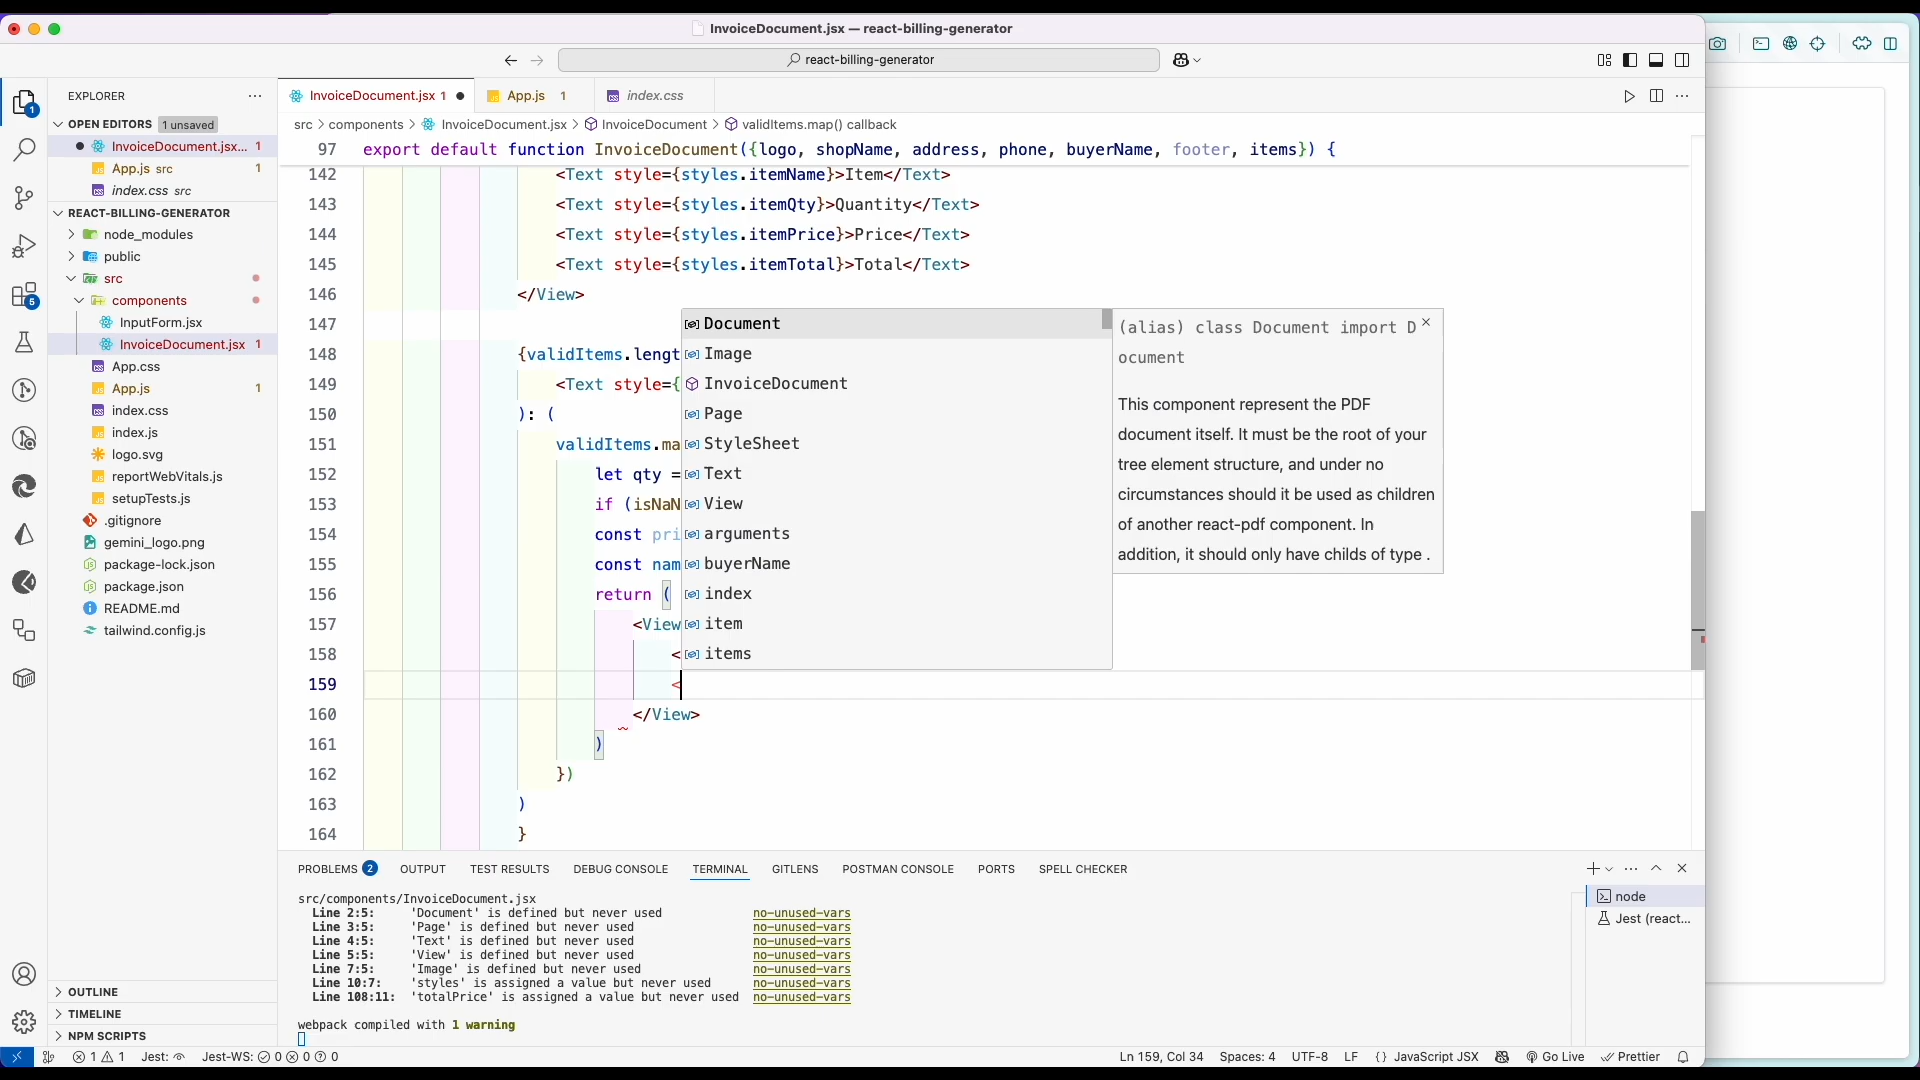 InvoiceDocument.jsx — react-billing-generator
react-billing-generator
EXPLORER
OPEN EDITORS 1 unsaved
InvoiceDocument.jsx... 1
App.js src 1
index.css src
REACT-BILLING-GENERATOR
node_modules
public
src
components
InputForm.jsx
InvoiceDocument.jsx 1
App.css
App.js 1
index.css
index.js
logo.svg
reportWebVitals.js
setupTests.js
.gitignore
gemini_logo.png
package-lock.json
package.json
README.md
tailwind.config.js
OUTLINE
TIMELINE
NPM SCRIPTS
1
5
InvoiceDocument.jsx 1 App.js 1 index.css
src > components > InvoiceDocument.jsx > InvoiceDocument > validItems.map() callback
97 export default function InvoiceDocument({logo, shopName, address, phone, buyerName, footer, items}) {
142 <Text style={styles.itemName}>Item</Text>
143 <Text style={styles.itemQty}>Quantity</Text>
144 <Text style={styles.itemPrice}>Price</Text>
145 <Text style={styles.itemTotal}>Total</Text>
146 </View>
147
148 {validItems.lengt
149 <Text style={
150 ): (
151 validItems.ma
152 let qty =
153 if (isNaN
154 const pri
155 const nam
156 return (
157 <View
158 <
159 <
160 </View>
161 )
162 })
163 )
164 }
Document
Image
InvoiceDocument
Page
StyleSheet
Text
View
arguments
buyerName
index
item
items
(alias) class Document import D
ocument
This component represent the PDF
document itself. It must be the root of your
tree element structure, and under no
circumstances should it be used as children
of another react-pdf component. In
addition, it should only have childs of type .
PROBLEMS 2 OUTPUT TEST RESULTS DEBUG CONSOLE TERMINAL GITLENS POSTMAN CONSOLE PORTS SPELL CHECKER
src/components/InvoiceDocument.jsx
Line 2:5: 'Document' is defined but never used no-unused-vars
Line 3:5: 'Page' is defined but never used no-unused-vars
Line 4:5: 'Text' is defined but never used no-unused-vars
Line 5:5: 'View' is defined but never used no-unused-vars
Line 7:5: 'Image' is defined but never used no-unused-vars
Line 10:7: 'styles' is assigned a value but never used no-unused-vars
Line 108:11: 'totalPrice' is assigned a value but never used no-unused-vars
webpack compiled with 1 warning
node
Jest (react...
1 1 Jest: Jest-WS: 0 0 0 Ln 159, Col 34 Spaces: 4 UTF-8 LF {} JavaScript JSX Go Live Prettier